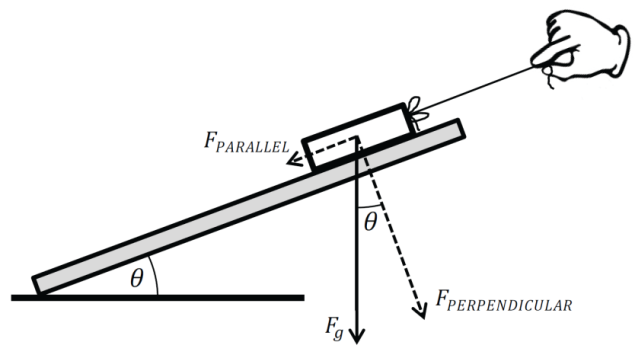 F_PARALLEL
θ
θ
F_PERPENDICULAR
F_g